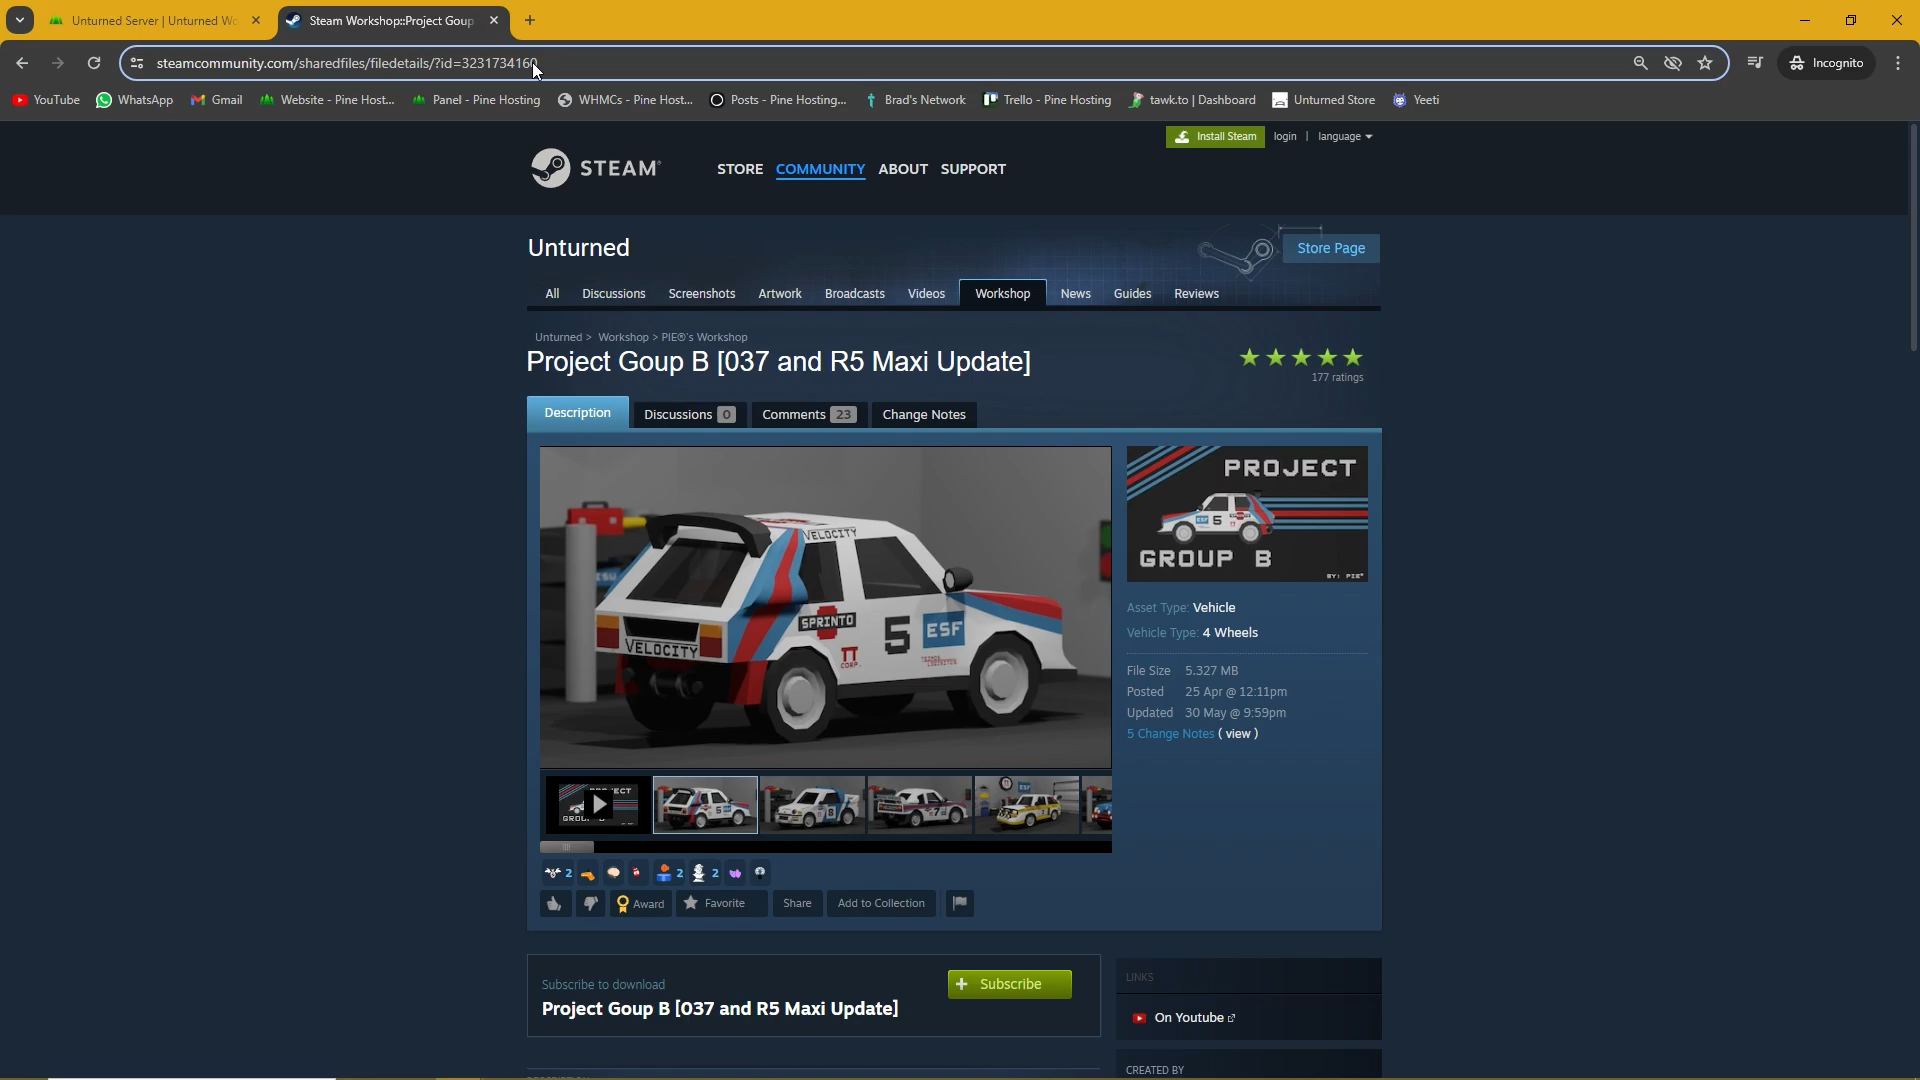 Unturned Server | Unturned Wo
Steam Workshop::Project Goup
steamcommunity.com/sharedfiles/filedetails/?id=3231734160
Incognito
YouTube
WhatsApp
Gmail
Website - Pine Host...
Panel - Pine Hosting
WHMCs - Pine Host...
Posts - Pine Hosting...
Brad's Network
Trello - Pine Hosting
tawk.to | Dashboard
Unturned Store
Yeeti
Install Steam
login | language
STEAM
STORE COMMUNITY ABOUT SUPPORT
Unturned
Store Page
All Discussions Screenshots Artwork Broadcasts Videos Workshop News Guides Reviews
Unturned > Workshop > PIE®'s Workshop
Project Goup B [037 and R5 Maxi Update]
177 ratings
Description
Discussions 0
Comments 23
Change Notes
VELOCITY
SPRINTO
5
ESF
TT
CORP.
VELOCITY
PROJECT
GROUP B
BY: PIE®
Asset Type: Vehicle
Vehicle Type: 4 Wheels
File Size 5.327 MB
Posted 25 Apr @ 12:11pm
Updated 30 May @ 9:59pm
5 Change Notes ( view )
2
2
2
Award
Favorite
Share
Add to Collection
Subscribe to download
Project Goup B [037 and R5 Maxi Update]
Subscribe
LINKS
On Youtube
CREATED BY